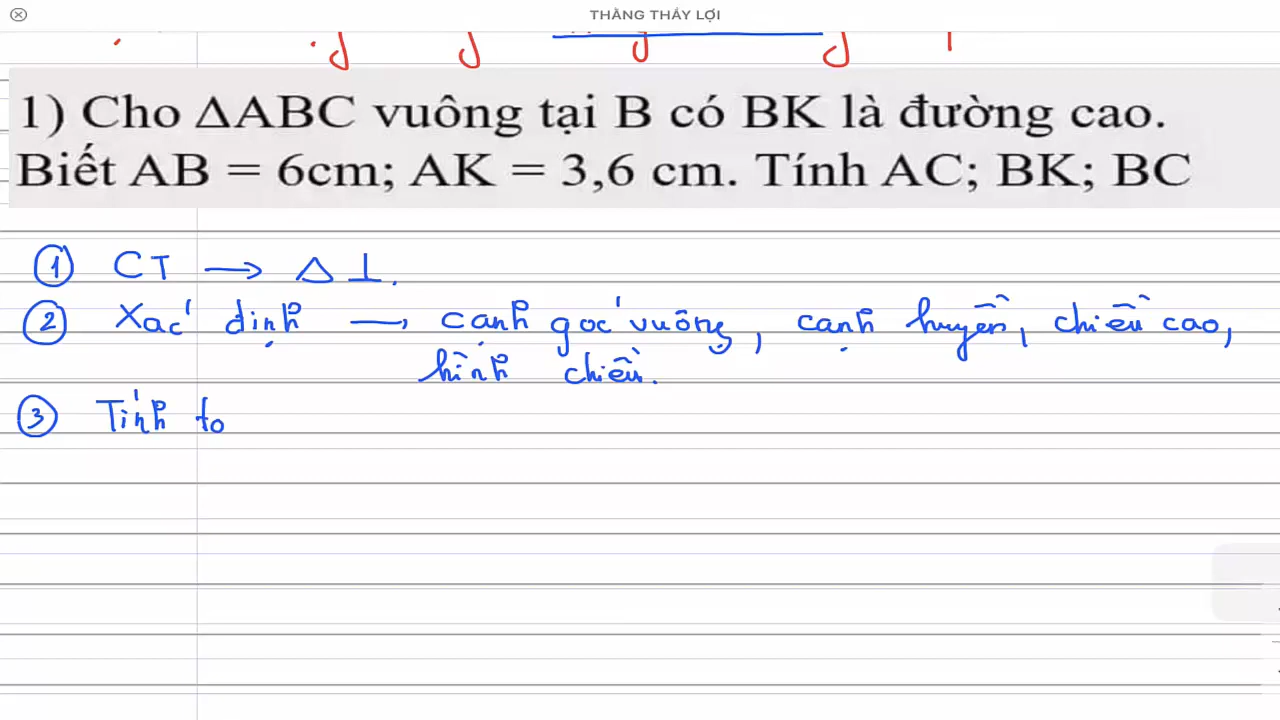 THẰNG THẦY LỢI
1) Cho ΔABC vuông tại B có BK là đường cao.
Biết AB = 6cm; AK = 3,6 cm. Tính AC; BK; BC
① CT → Δ ⊥.
② Xác định → cạnh góc vuông, cạnh huyền, chiều cao,
hình chiếu.
③ Tính to